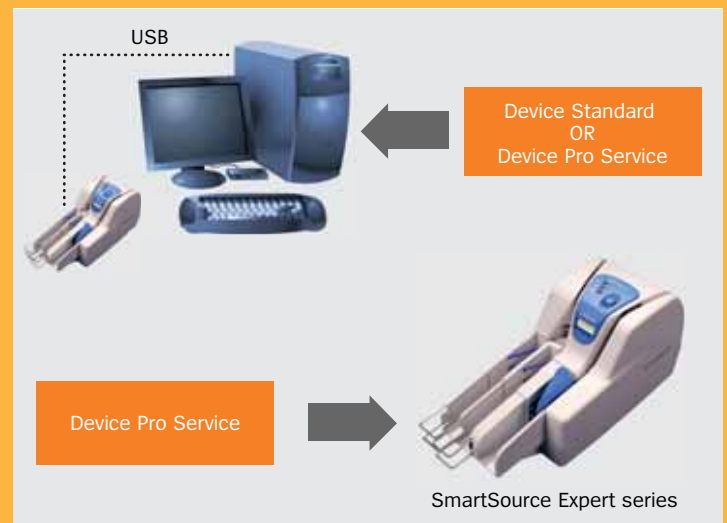 USB
Device Standard
OR
Device Pro Service
Device Pro Service
SmartSource Expert series